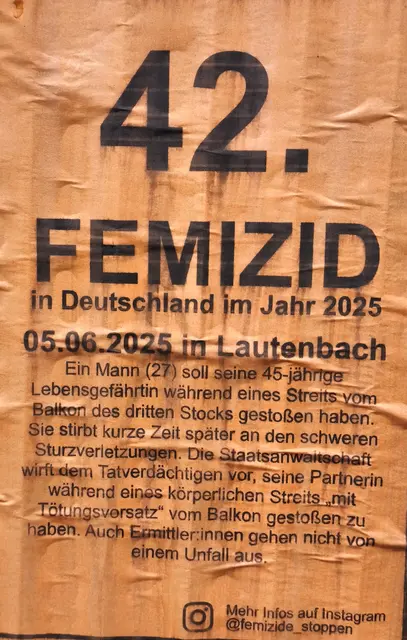 42.
FEMIZID
in Deutschland im Jahr 2025
05.06.2025 in Lautenbach
Ein Mann (27) soll seine 45-jährige
Lebensgefährtin während eines Streits vom
Balkon des dritten Stocks gestoßen haben.
Sie stirbt kurze Zeit später an den schweren
Sturzverletzungen. Die Staatsanwaltschaft
wirft dem Tatverdächtigen vor, seine Partnerin
während eines körperlichen Streits „mit
Tötungsvorsatz“ vom Balkon gestoßen zu
haben. Auch Ermittler:innen gehen nicht von
einem Unfall aus.
Mehr Infos auf Instagram
@femizide_stoppen